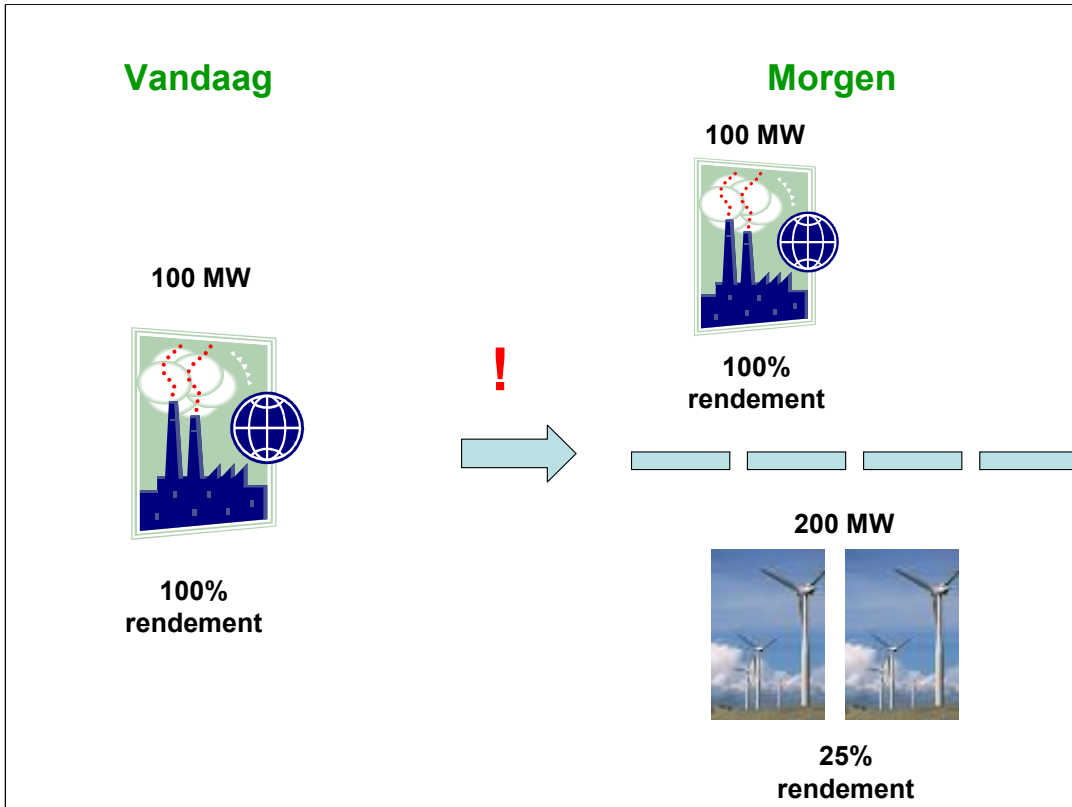 Vandaag
Morgen
100 MW
100 MW
100%
rendement
!
100%
rendement
200 MW
25%
rendement